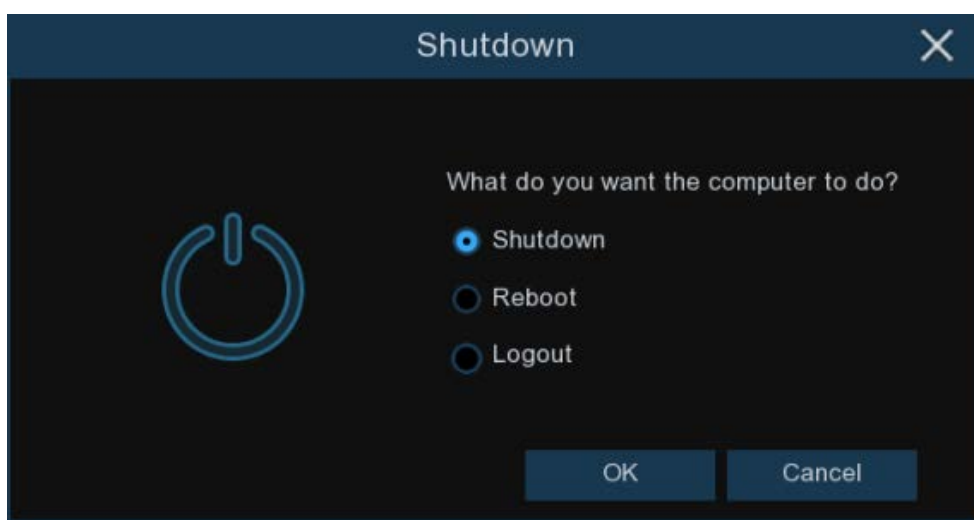 Shutdown
What do you want the computer to do?
Shutdown
Reboot
Logout
OK
Cancel